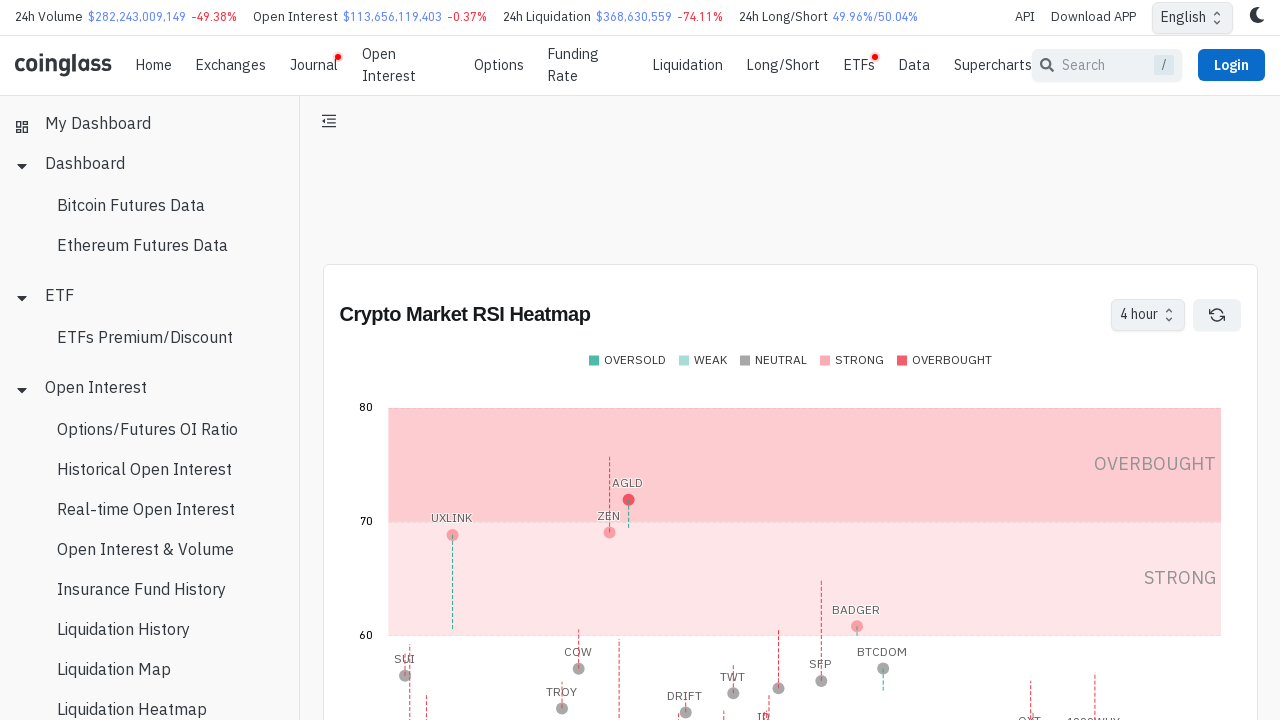 24h Volume $282,243,009,149 -49.38% Open Interest $113,656,119,403 -0.37% 24h Liquidation $368,630,559 -74.11% 24h Long/Short 49.96%/50.04% API Download APP English
coinglass Home Exchanges Journal Open Interest Options Funding Rate Liquidation Long/Short ETFs Data Supercharts Search / Login
My Dashboard
Dashboard
Bitcoin Futures Data
Ethereum Futures Data
ETF
ETFs Premium/Discount
Open Interest
Options/Futures OI Ratio
Historical Open Interest
Real-time Open Interest
Open Interest & Volume
Insurance Fund History
Liquidation History
Liquidation Map
Liquidation Heatmap
Crypto Market RSI Heatmap
4 hour
OVERSOLD WEAK NEUTRAL STRONG OVERBOUGHT
80
OVERBOUGHT
AGLD
ZEN
UXLINK
70
STRONG
BADGER
60
SUI
COW
BTCDOM
SFP
TWT
TROY
DRIFT